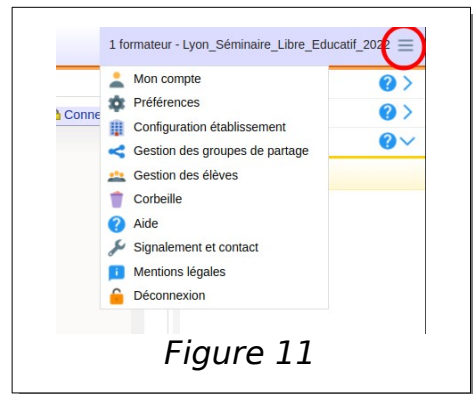 1 formateur - Lyon_Séminaire_Libre_Educatif_2022
Mon compte
Préférences
Conne
Configuration établissement
Gestion des groupes de partage
Gestion des élèves
Corbeille
Aide
Signalement et contact
Mentions légales
Déconnexion
Figure 11